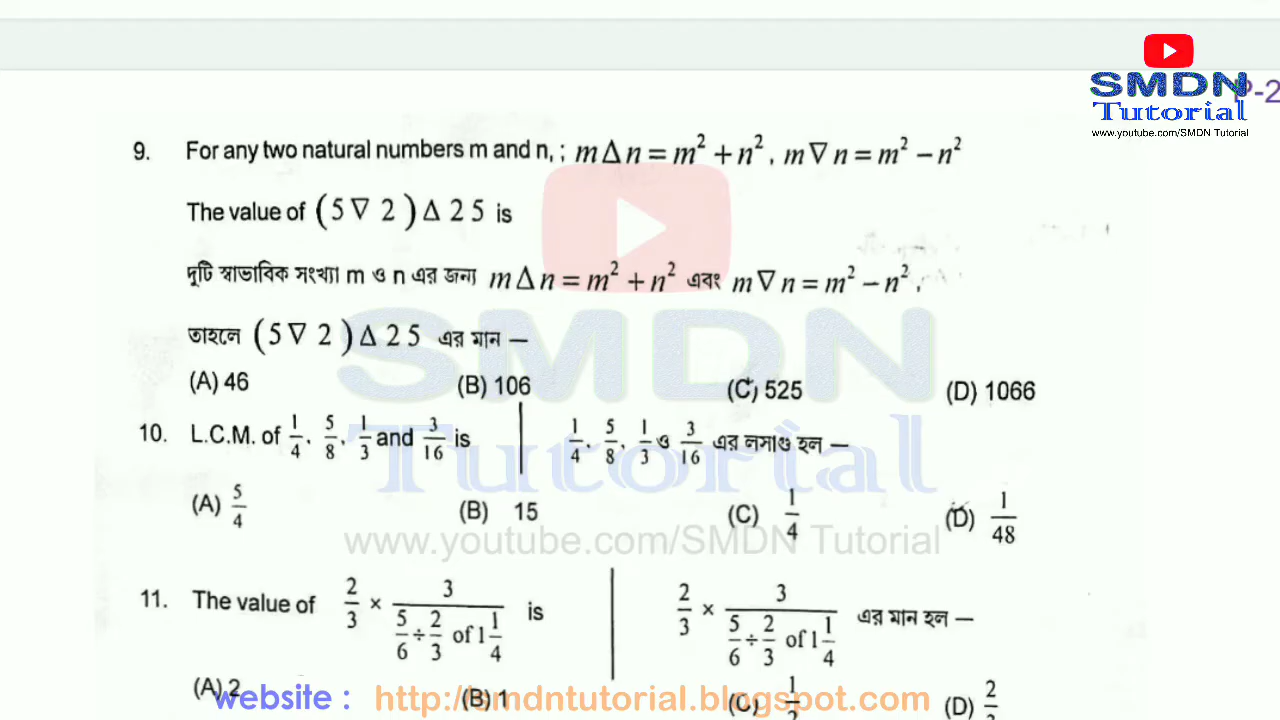 SMDN
P-2
Tutorial
www.youtube.com/SMDN Tutorial
9. For any two natural numbers m and n, ; m Δ n = m² + n² , m ∇ n = m² − n²
The value of (5 ∇ 2) Δ 25 is
দুটি স্বাভাবিক সংখ্যা m ও n এর জন্য m Δ n = m² + n² এবং m ∇ n = m² − n² ,
তাহলে (5 ∇ 2) Δ 25 এর মান —
(A) 46 (B) 106 (C) 525 (D) 1066
10. L.C.M. of 1/4, 5/8, 1/3 and 3/16 is | 1/4, 5/8, 1/3 ও 3/16 এর লসাগু হল —
(A) 5/4 (B) 15 (C) 1/4 (D) 1/48
11. The value of 2/3 × 3/(5/6 ÷ 2/3 of 1 1/4) is | 2/3 × 3/(5/6 ÷ 2/3 of 1 1/4) এর মান হল —
(A) 2 (B) 1 (C) (D)
SMDN
Tutorial
www.youtube.com/SMDN Tutorial
website : http://smdntutorial.blogspot.com